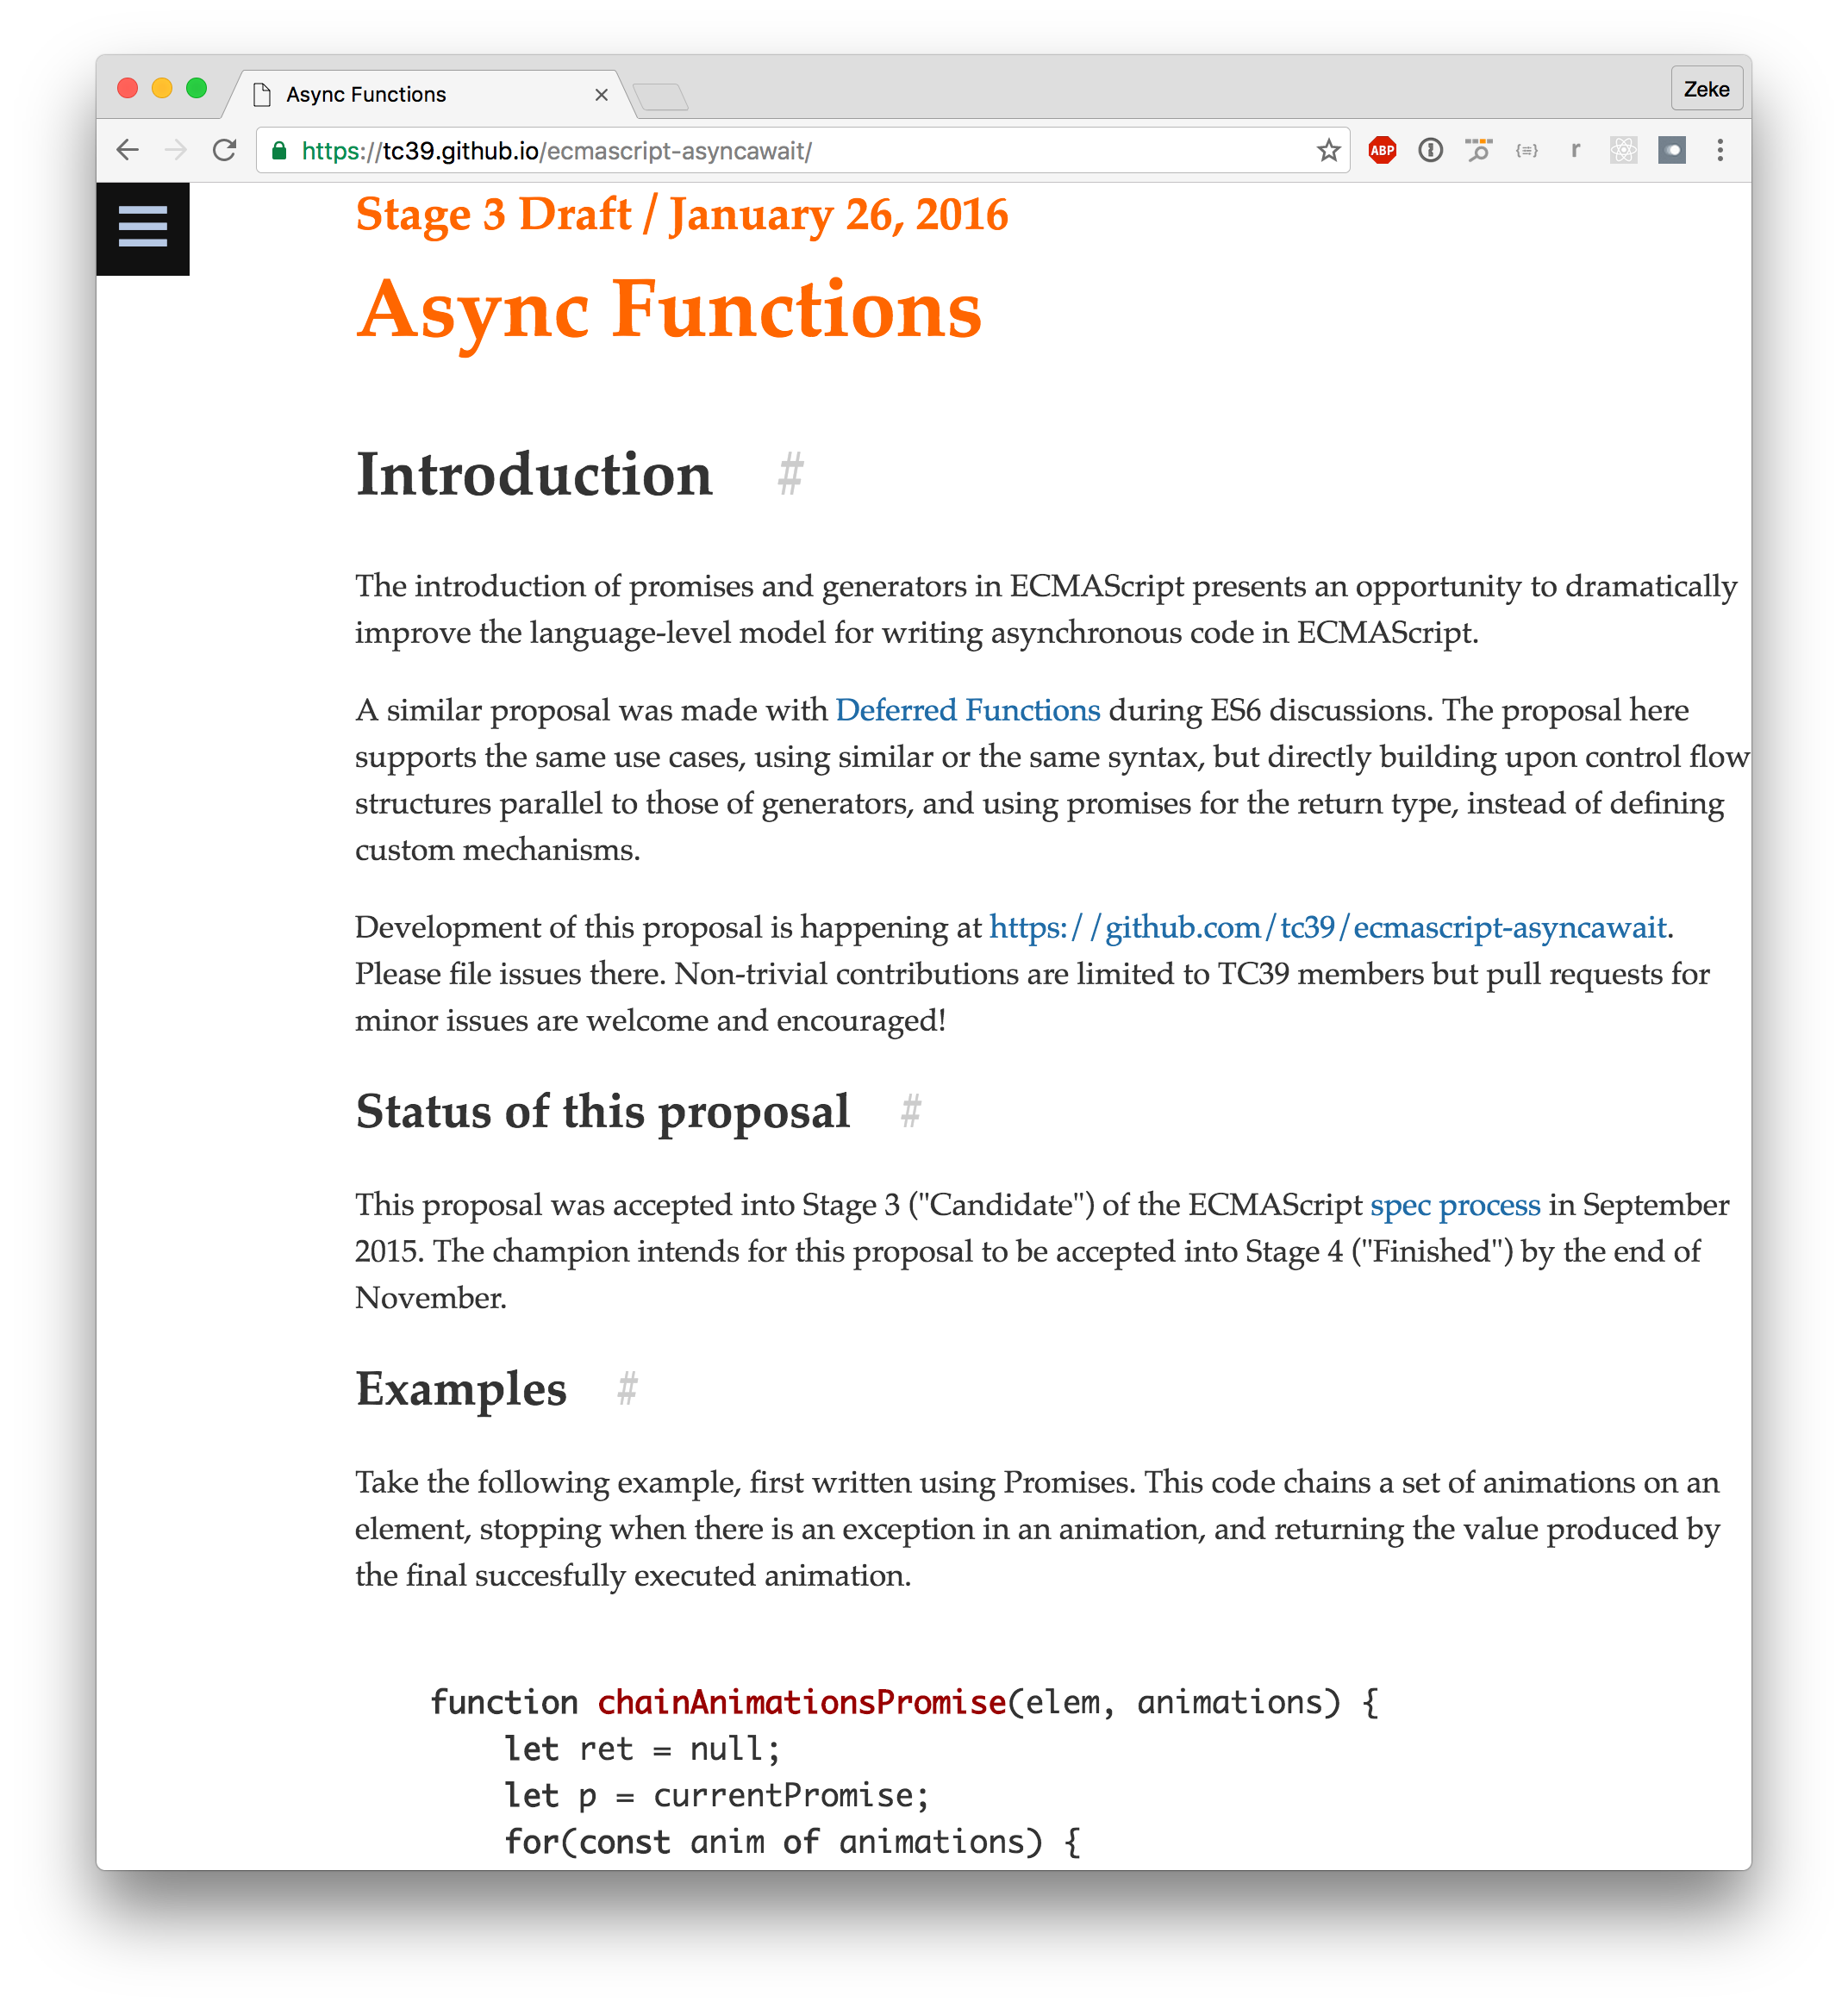 Async Functions
Zeke
https://tc39.github.io/ecmascript-asyncawait/
ABP
{≡}
r
Stage 3 Draft / January 26, 2016
Async Functions
Introduction #
The introduction of promises and generators in ECMAScript presents an opportunity to dramatically
improve the language-level model for writing asynchronous code in ECMAScript.
A similar proposal was made with Deferred Functions during ES6 discussions. The proposal here
supports the same use cases, using similar or the same syntax, but directly building upon control flow
structures parallel to those of generators, and using promises for the return type, instead of defining
custom mechanisms.
Development of this proposal is happening at https://github.com/tc39/ecmascript-asyncawait.
Please file issues there. Non-trivial contributions are limited to TC39 members but pull requests for
minor issues are welcome and encouraged!
Status of this proposal #
This proposal was accepted into Stage 3 ("Candidate") of the ECMAScript spec process in September
2015. The champion intends for this proposal to be accepted into Stage 4 ("Finished") by the end of
November.
Examples #
Take the following example, first written using Promises. This code chains a set of animations on an
element, stopping when there is an exception in an animation, and returning the value produced by
the final succesfully executed animation.
function chainAnimationsPromise(elem, animations) {
    let ret = null;
    let p = currentPromise;
    for(const anim of animations) {